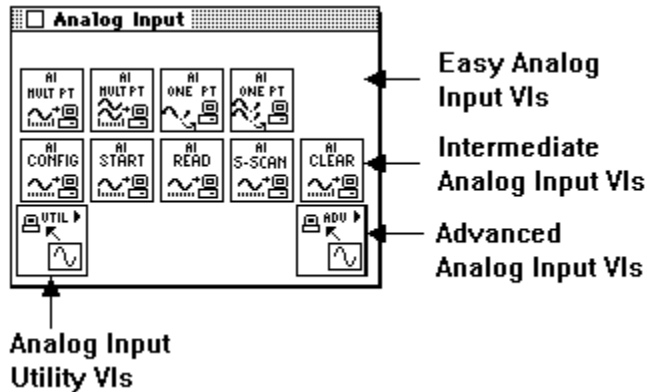 Analog Input
AI
MULT PT
AI
MULT PT
AI
ONE PT
AI
ONE PT
Easy Analog
Input VIs
AI
CONFIG
AI
START
AI
READ
AI
S-SCAN
AI
CLEAR
Intermediate
Analog Input VIs
UTIL
ADV
Advanced
Analog Input VIs
Analog Input
Utility VIs